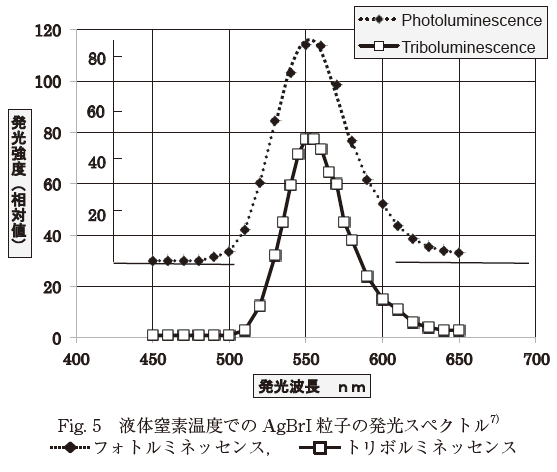 Photoluminescence
Triboluminescence
120
100
80
60
40
20
0
80
60
40
20
発光強度（相対値）
400 450 500 550 600 650 700
発光波長 nm
Fig. 5 液体窒素温度での AgBrI 粒子の発光スペクトル7)
フォトルミネッセンス, トリボルミネッセンス